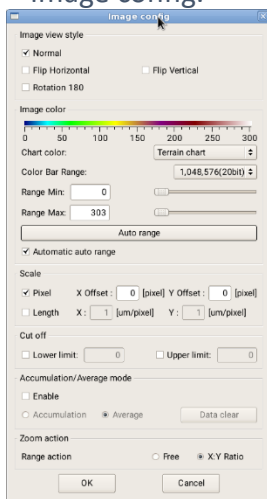 Image config.
Image config
Image view style
Normal
Flip Horizontal Flip Vertical
Rotation 180
Image color
0 50 100 150 200 250 300
Chart color: Terrain chart
Color Bar Range: 1,048,576(20bit)
Range Min: 0
Range Max: 303
Auto range
Automatic auto range
Scale
Pixel X Offset : 0 [pixel] Y Offset : 0 [pixel]
Length X : 1 [um/pixel] Y : 1 [um/pixel]
Cut off
Lower limit: 0 Upper limit: 0
Accumulation/Average mode
Enable
Accumulation Average Data clear
Zoom action
Range action Free X:Y Ratio
OK Cancel